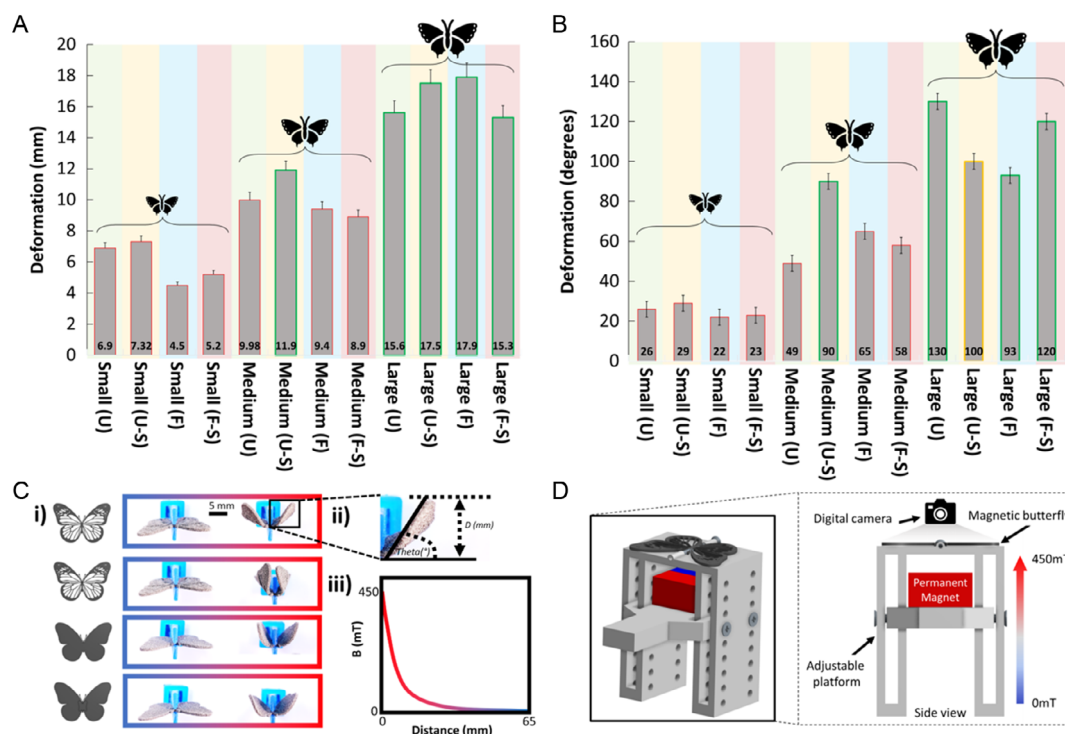 A
Deformation (mm)
20
18
16
14
12
10
8
6
4
2
0
6.9
7.32
4.5
5.2
9.98
11.9
9.4
8.9
15.6
17.5
17.9
15.3
Small (U)
Small (U-S)
Small (F)
Small (F-S)
Medium (U)
Medium (U-S)
Medium (F)
Medium (F-S)
Large (U)
Large (U-S)
Large (F)
Large (F-S)
B
Deformation (degrees)
160
140
120
100
80
60
40
20
0
26
29
22
23
49
90
65
58
130
100
93
120
Small (U)
Small (U-S)
Small (F)
Small (F-S)
Medium (U)
Medium (U-S)
Medium (F)
Medium (F-S)
Large (U)
Large (U-S)
Large (F)
Large (F-S)
C
i)
5 mm
ii)
D (mm)
Theta(°)
iii)
450
B (mT)
0
0
65
Distance (mm)
D
Digital camera
Magnetic butterfly
450mT
Permanent
Magnet
Adjustable
platform
0mT
Side view